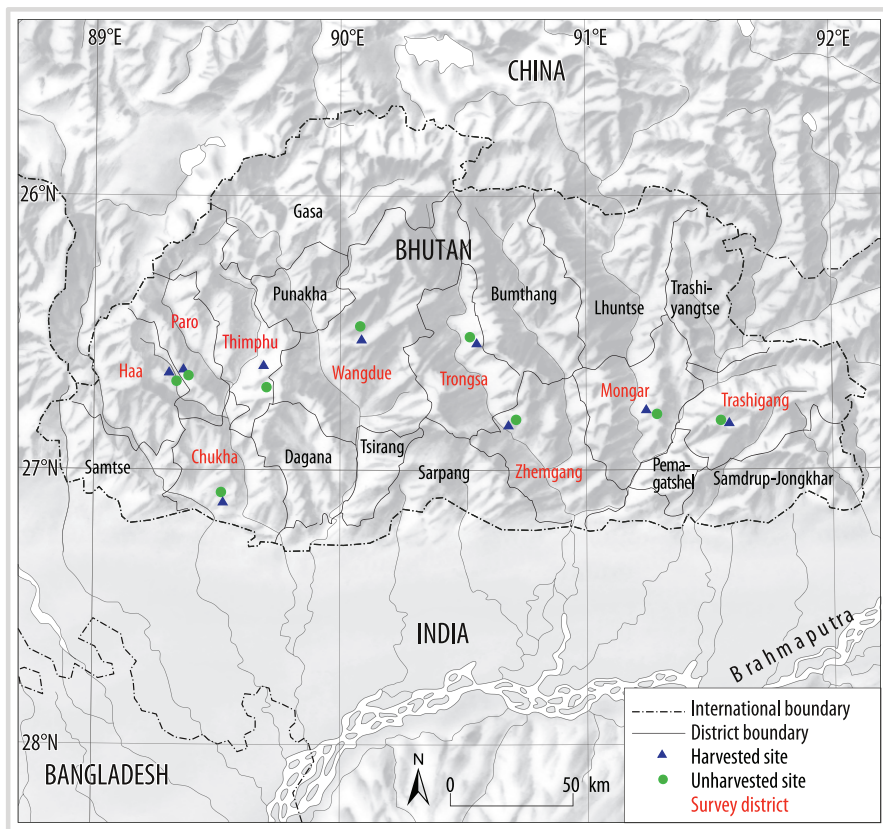 89°E
90°E
91°E
92°E
CHINA
26°N
Gasa
BHUTAN
Punakha
Bumthang
Lhuntse
Trashi-
yangtse
Paro
Thimphu
Haa
Wangdue
Trongsa
Mongar
Trashigang
Chukha
Dagana
Tsirang
Samtse
27°N
Sarpang
Zhemgang
Pema-
gatshel
Samdrup-Jongkhar
INDIA
Brahmaputra
28°N
BANGLADESH
N
0 50 km
International boundary
District boundary
Harvested site
Unharvested site
Survey district